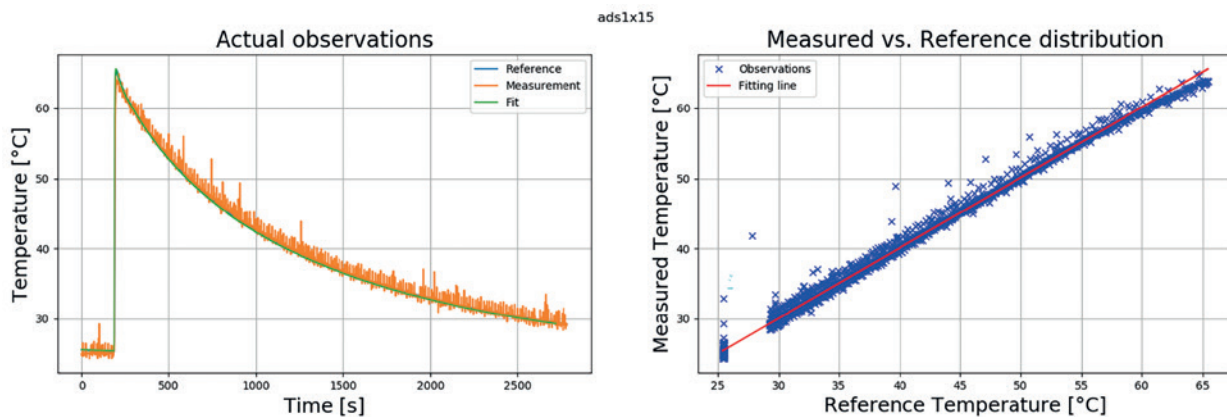 ads1x15
Actual observations
Temperature [°C]
60
50
40
30
0 500 1000 1500 2000 2500
Time [s]
Reference
Measurement
Fit
Measured vs. Reference distribution
Measured Temperature [°C]
60
50
40
30
25 30 35 40 45 50 55 60 65
Reference Temperature [°C]
Observations
Fitting line